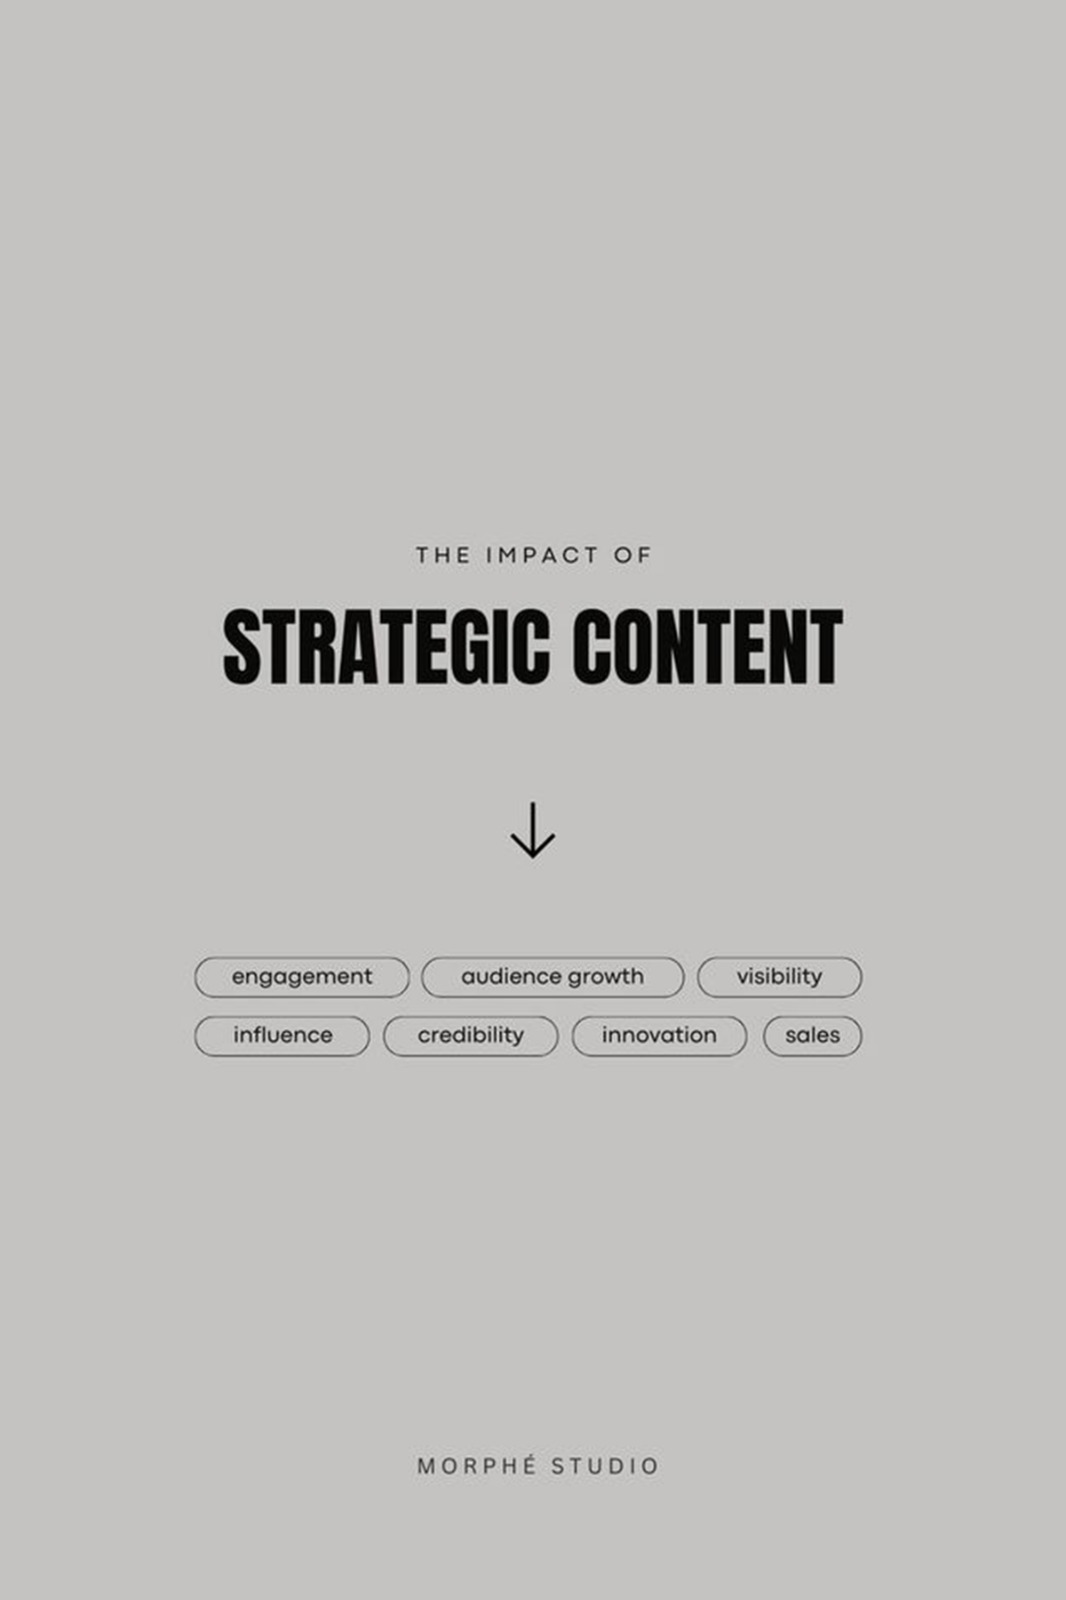 THE IMPACT OF
STRATEGIC CONTENT
engagement audience growth visibility
influence credibility innovation sales
MORPHÉ STUDIO